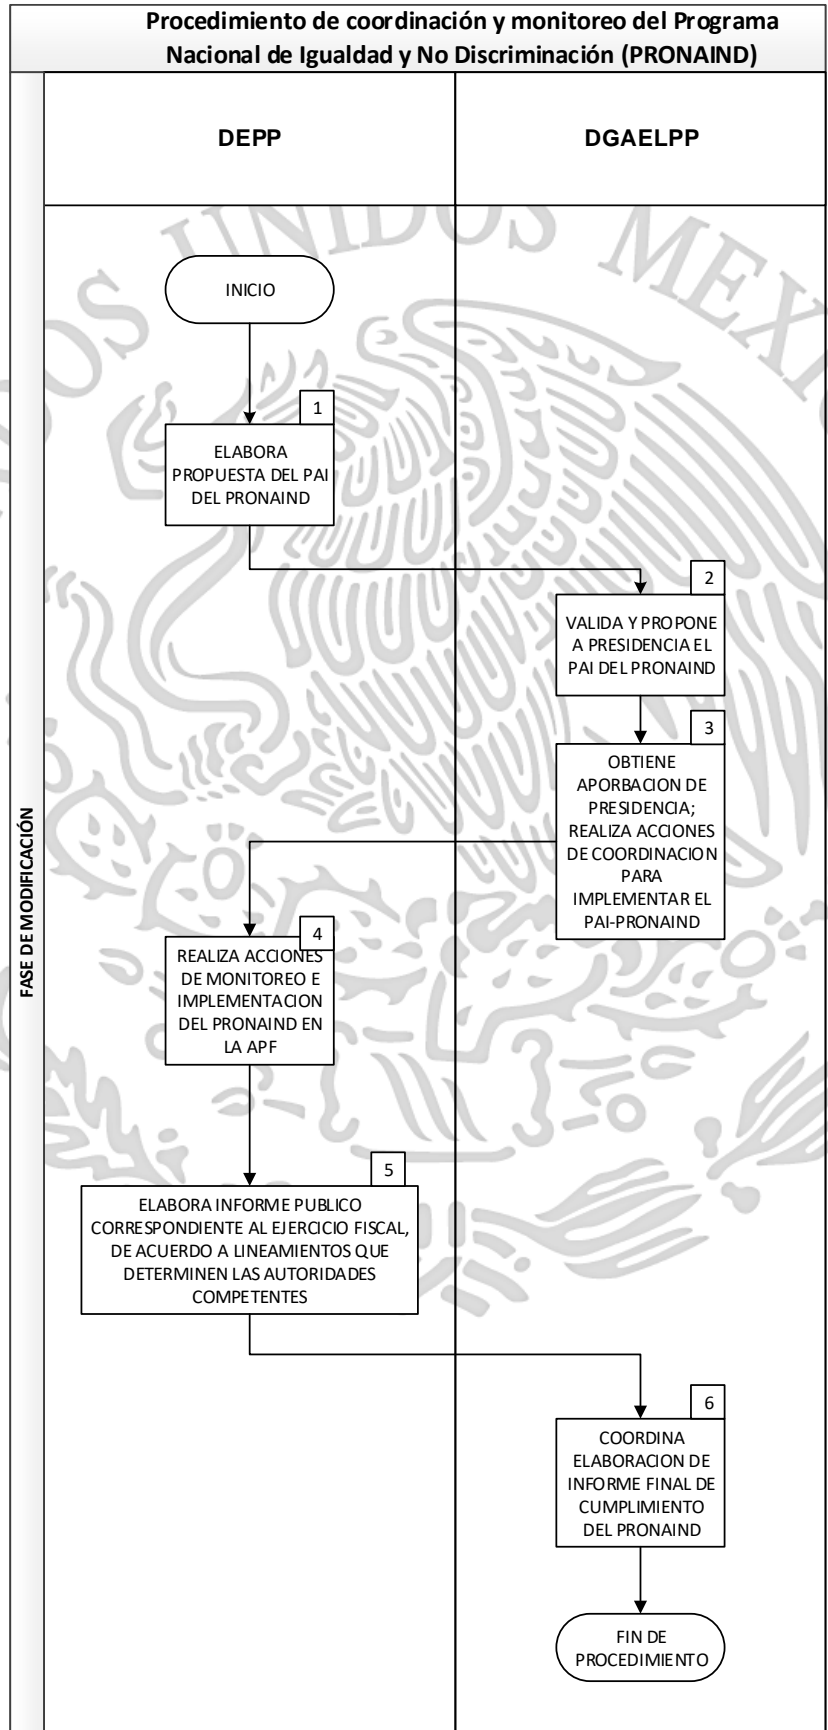 Procedimiento de coordinación y monitoreo del Programa
Nacional de Igualdad y No Discriminación (PRONAIND)
DEPP
DGAELPP
FASE DE MODIFICACIÓN
UNIDOS MEXI
DOS
INICIO
1
ELABORA
PROPUESTA DEL PAI
DEL PRONAIND
2
VALIDA Y PROPONE
A PRESIDENCIA EL
PAI DEL PRONAIND
3
OBTIENE
APORBACION DE
PRESIDENCIA;
REALIZA ACCIONES
DE COORDINACION
PARA
IMPLEMENTAR EL
PAI-PRONAIND
4
REALIZA ACCIONES
DE MONITOREO E
IMPLEMENTACION
DEL PRONAIND EN
LA APF
5
ELABORA INFORME PUBLICO
CORRESPONDIENTE AL EJERCICIO FISCAL,
DE ACUERDO A LINEAMIENTOS QUE
DETERMINEN LAS AUTORIDADES
COMPETENTES
6
COORDINA
ELABORACION DE
INFORME FINAL DE
CUMPLIMIENTO
DEL PRONAIND
FIN DE
PROCEDIMIENTO